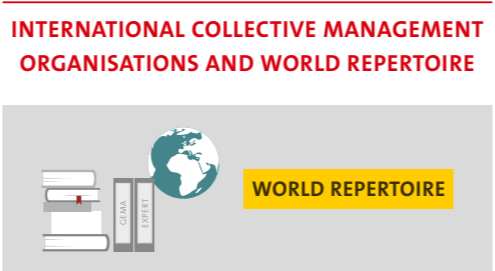 INTERNATIONAL COLLECTIVE MANAGEMENT
ORGANISATIONS AND WORLD REPERTOIRE
GEMA
EXPERT
WORLD REPERTOIRE